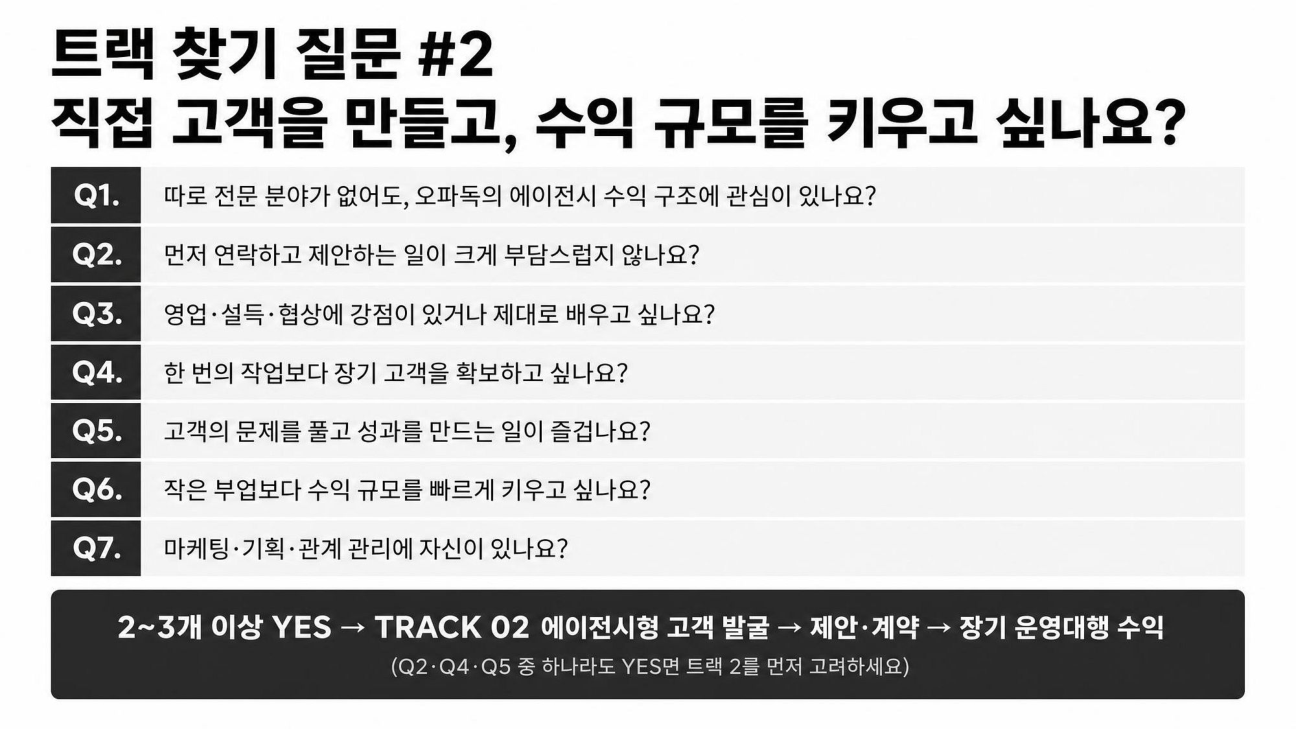 트랙 찾기 질문 #2
직접 고객을 만들고, 수익 규모를 키우고 싶나요?
Q1. 따로 전문 분야가 없어도, 오파독의 에이전시 수익 구조에 관심이 있나요?
Q2. 먼저 연락하고 제안하는 일이 크게 부담스럽지 않나요?
Q3. 영업·설득·협상에 강점이 있거나 제대로 배우고 싶나요?
Q4. 한 번의 작업보다 장기 고객을 확보하고 싶나요?
Q5. 고객의 문제를 풀고 성과를 만드는 일이 즐겁나요?
Q6. 작은 부업보다 수익 규모를 빠르게 키우고 싶나요?
Q7. 마케팅·기획·관계 관리에 자신이 있나요?
2~3개 이상 YES → TRACK 02 에이전시형 고객 발굴 → 제안·계약 → 장기 운영대행 수익
(Q2·Q4·Q5 중 하나라도 YES면 트랙 2를 먼저 고려하세요)